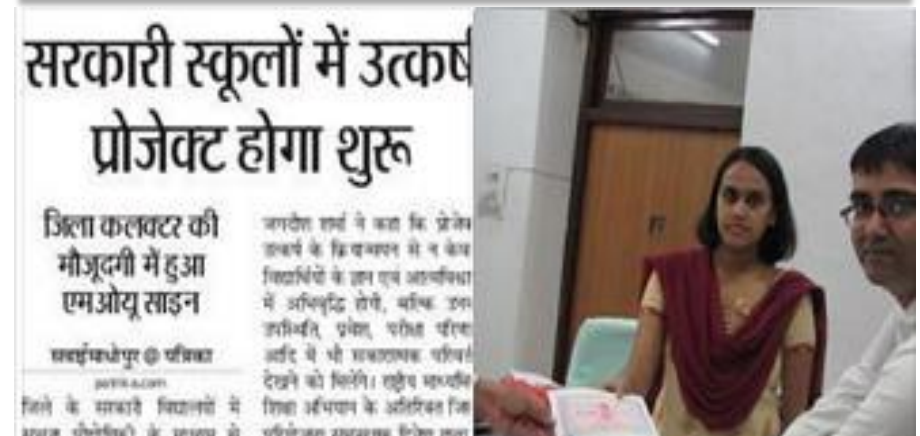 सरकारी स्कूलों में उत्कर्ष
प्रोजेक्ट होगा शुरू
जिला कलक्टर की
मौजूदगी में हुआ
एमओयू साइन
सवाईमाधोपुर @ पत्रिका
patrika.com
जिले के सरकारी विद्यालयों में
के माध्यम से
जगदीश शर्मा ने कहा कि प्रोजे
उत्कर्ष के क्रियान्वयन से न केव
विद्यार्थियों के ज्ञान एवं आत्मविश्वा
में अभिवृद्धि होगी, बल्कि उन
उपस्थिति, प्रवेश, परीक्षा परिणा
आदि में भी सकारात्मक परिवर्त
देखने को मिलेंगे। राष्ट्रीय माध्यमि
शिक्षा अभियान के अतिरिक्त जि